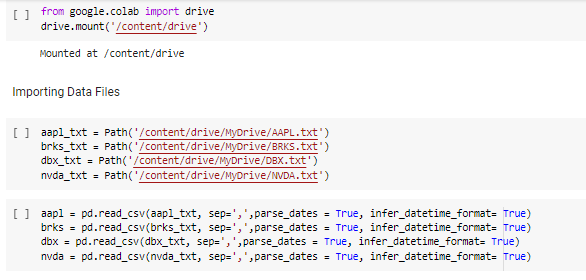 [ ] from google.colab import drive
drive.mount('/content/drive')
Mounted at /content/drive
Importing Data Files
[ ] aapl_txt = Path('/content/drive/MyDrive/AAPL.txt')
brks_txt = Path('/content/drive/MyDrive/BRKS.txt')
dbx_txt = Path('/content/drive/MyDrive/DBX.txt')
nvda_txt = Path('/content/drive/MyDrive/NVDA.txt')
[ ] aapl = pd.read_csv(aapl_txt, sep=',',parse_dates = True, infer_datetime_format= True)
brks = pd.read_csv(brks_txt, sep=',',parse_dates = True, infer_datetime_format= True)
dbx = pd.read_csv(dbx_txt, sep=',',parse_dates = True, infer_datetime_format= True)
nvda = pd.read_csv(nvda_txt, sep=',',parse_dates = True, infer_datetime_format= True)